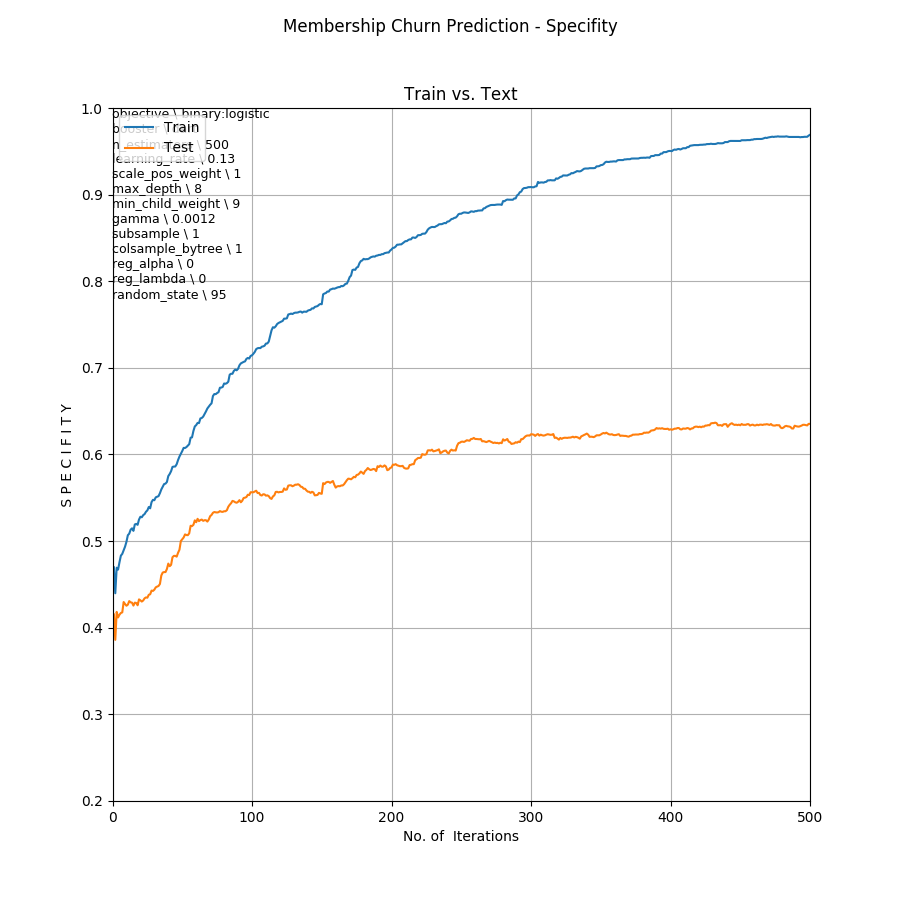 Membership Churn Prediction - Specifity
Train vs. Text
objective \ binary:logistic
booster \
Train
\ 500
Test
learning_rate \ 0.13
scale_pos_weight \ 1
max_depth \ 8
min_child_weight \ 9
gamma \ 0.0012
subsample \ 1
colsample_bytree \ 1
reg_alpha \ 0
reg_lambda \ 0
random_state \ 95
1.0
0.9
0.8
0.7
0.6
0.5
0.4
0.3
0.2
S P E C I F I T Y
0 100 200 300 400 500
No. of  Iterations